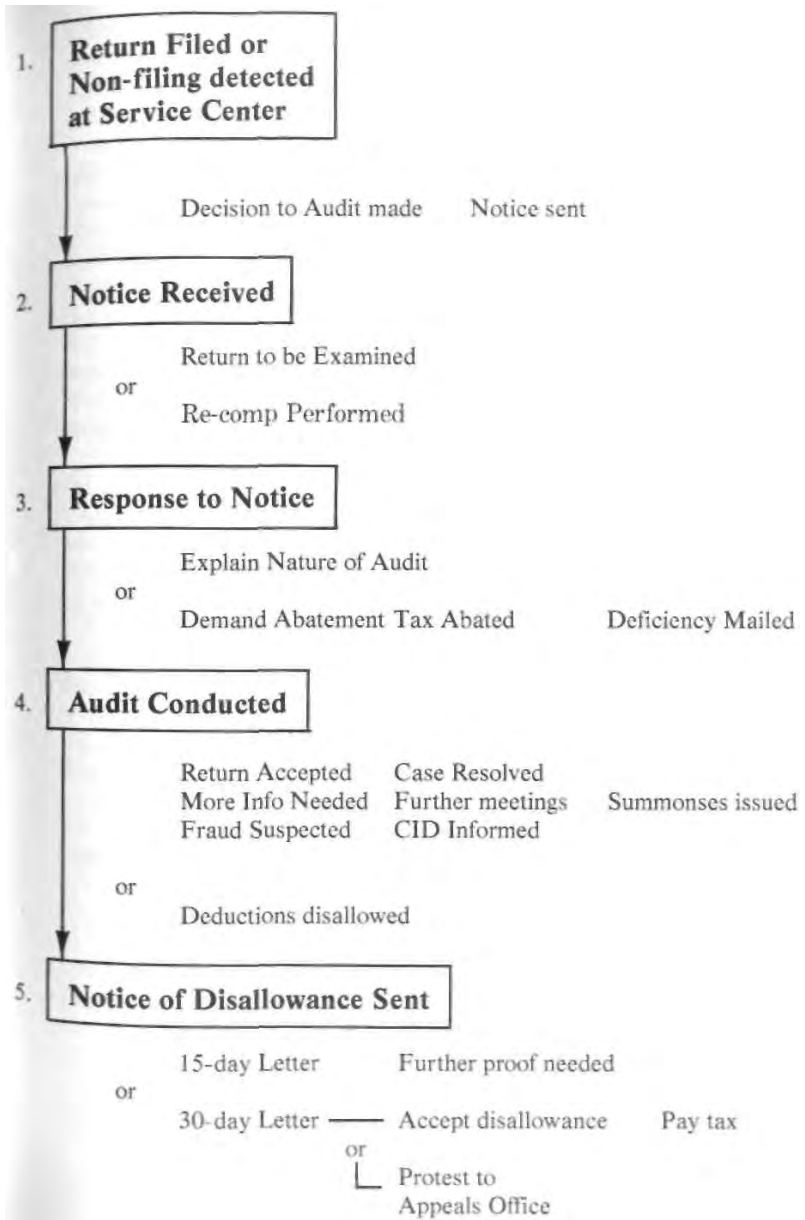 1. Return Filed or
Non-filing detected
at Service Center
Decision to Audit made Notice sent
2. Notice Received
Return to be Examined
or
Re-comp Performed
3. Response to Notice
Explain Nature of Audit
or
Demand Abatement Tax Abated Deficiency Mailed
4. Audit Conducted
Return Accepted Case Resolved
More Info Needed Further meetings Summonses issued
Fraud Suspected CID Informed
or
Deductions disallowed
5. Notice of Disallowance Sent
15-day Letter Further proof needed
or
30-day Letter Accept disallowance Pay tax
or
Protest to
Appeals Office